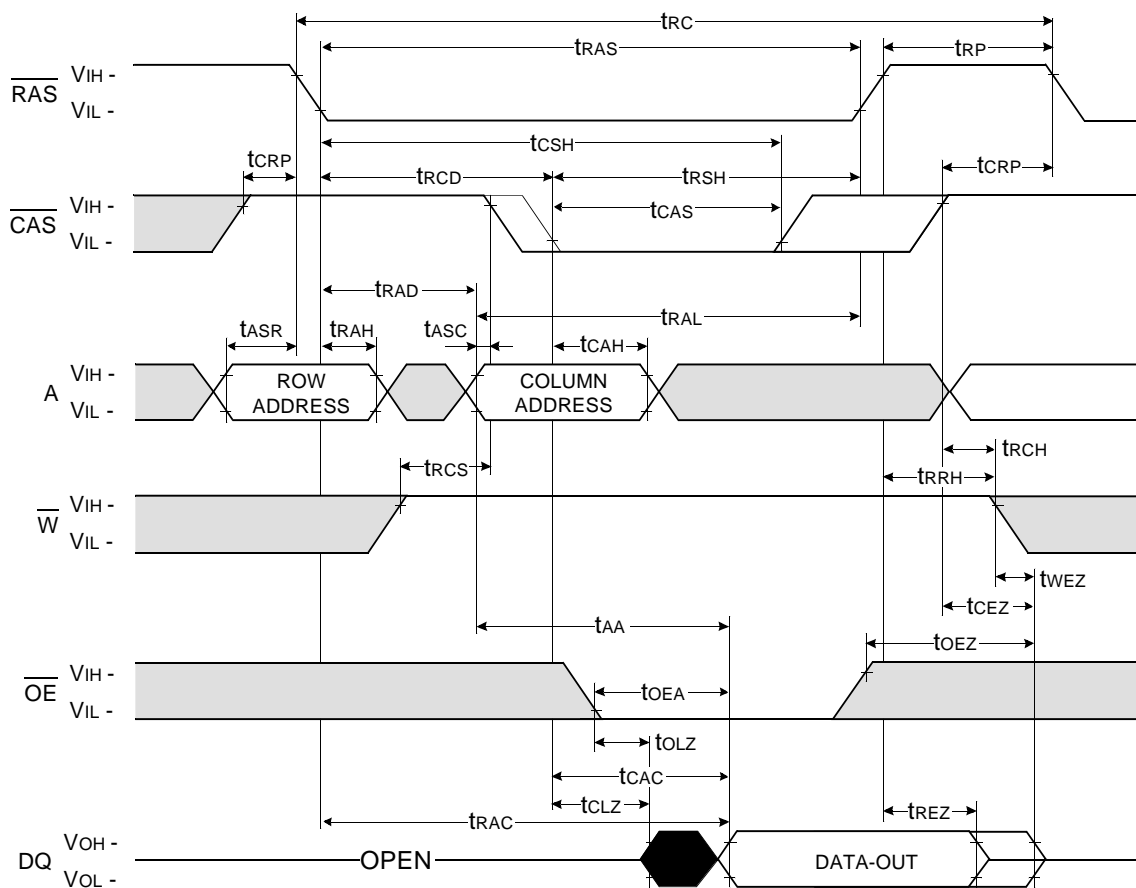 tRC
tRAS
tRP
RAS
VIH -
VIL -
tCSH
tCRP
tRCD
tRSH
tCRP
CAS
VIH -
VIL -
tCAS
tRAD
tRAL
tASR
tRAH
tASC
tCAH
A
VIH -
VIL -
ROW
ADDRESS
COLUMN
ADDRESS
tRCS
tRCH
tRRH
W
VIH -
VIL -
tWEZ
tCEZ
tAA
tOEZ
OE
VIH -
VIL -
tOEA
tOLZ
tCAC
tCLZ
tREZ
tRAC
DQ
VOH -
VOL -
OPEN
DATA-OUT